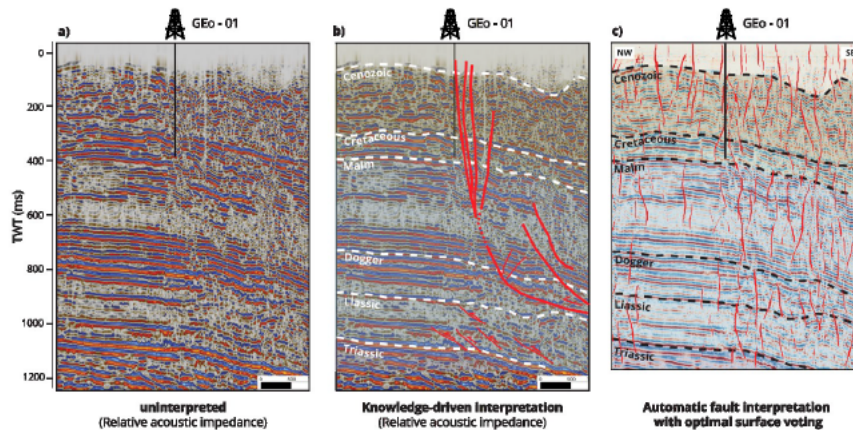 GEo - 01
GEo - 01
GEo - 01
a)
b)
c)
NW
SE
0
200
400
600
800
1000
1200
TWT (ms)
Cenozoic
Cretaceous
Malm
Dogger
Liassic
Triassic
Cenozoic
Cretaceous
Malm
Dogger
Liassic
Triassic
uninterpreted
(Relative acoustic impedance)
Knowledge-driven interpretation
(Relative acoustic impedance)
Automatic fault interpretation
with optimal surface voting